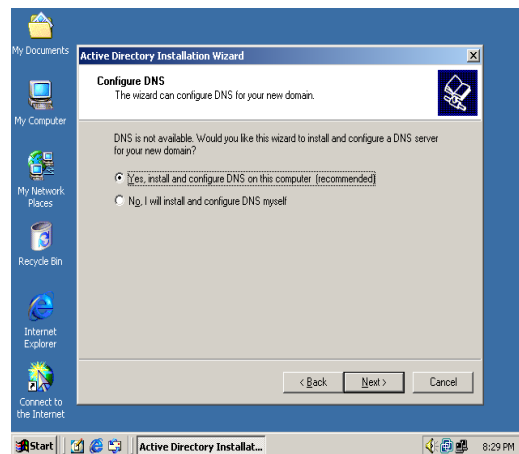 My Documents
My Computer
My Network
Places
Recycle Bin
Internet
Explorer
Connect to
the Internet
Active Directory Installation Wizard
Configure DNS
The wizard can configure DNS for your new domain.
DNS is not available. Would you like this wizard to install and configure a DNS server
for your new domain?
Yes, install and configure DNS on this computer (recommended)
No, I will install and configure DNS myself
< Back
Next >
Cancel
Start
Active Directory Installat...
8:29 PM